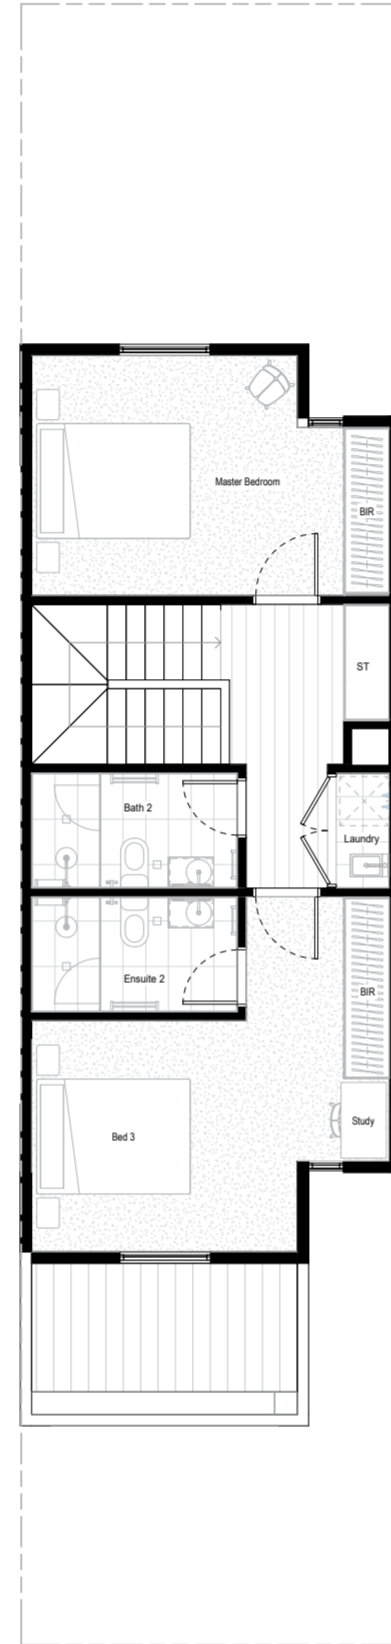 Master Bedroom
BIR
ST
Bath 2
Laundry
Ensuite 2
BIR
Study
Bed 3